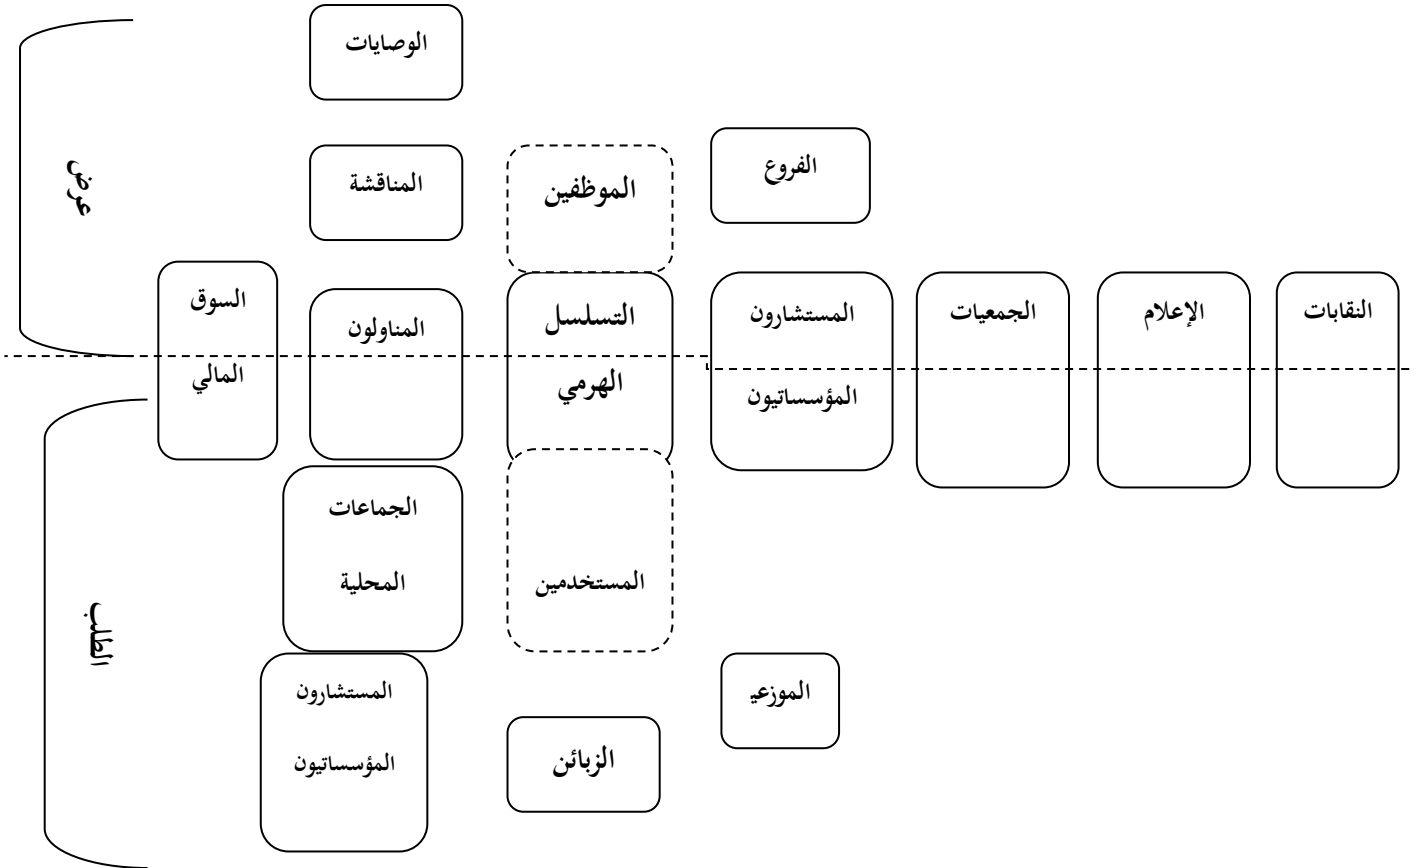 الوصايات
الفروع
المناقشة
الموظفين
عرض
النقابات
الإعلام
الجمعيات
المستشارون
المؤسساتيون
التسلسل
الهرمي
المناولون
السوق
المالي
الجماعات
المحلية
المستخدمين
الطلب
الموزعي
المستشارون
المؤسساتيون
الزبائن